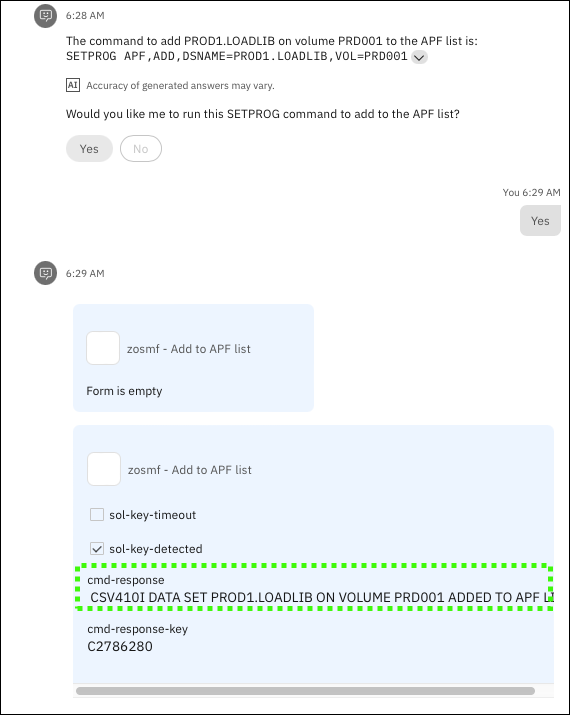 6:28 AM
The command to add PROD1.LOADLIB on volume PRD001 to the APF list is:
SETPROG APF,ADD,DSNAME=PROD1.LOADLIB,VOL=PRD001
AI Accuracy of generated answers may vary.
Would you like me to run this SETPROG command to add to the APF list?
Yes No
You 6:29 AM
Yes
6:29 AM
zosmf - Add to APF list
Form is empty
zosmf - Add to APF list
sol-key-timeout
sol-key-detected
cmd-response
CSV410I DATA SET PROD1.LOADLIB ON VOLUME PRD001 ADDED TO APF LI
cmd-response-key
C2786280